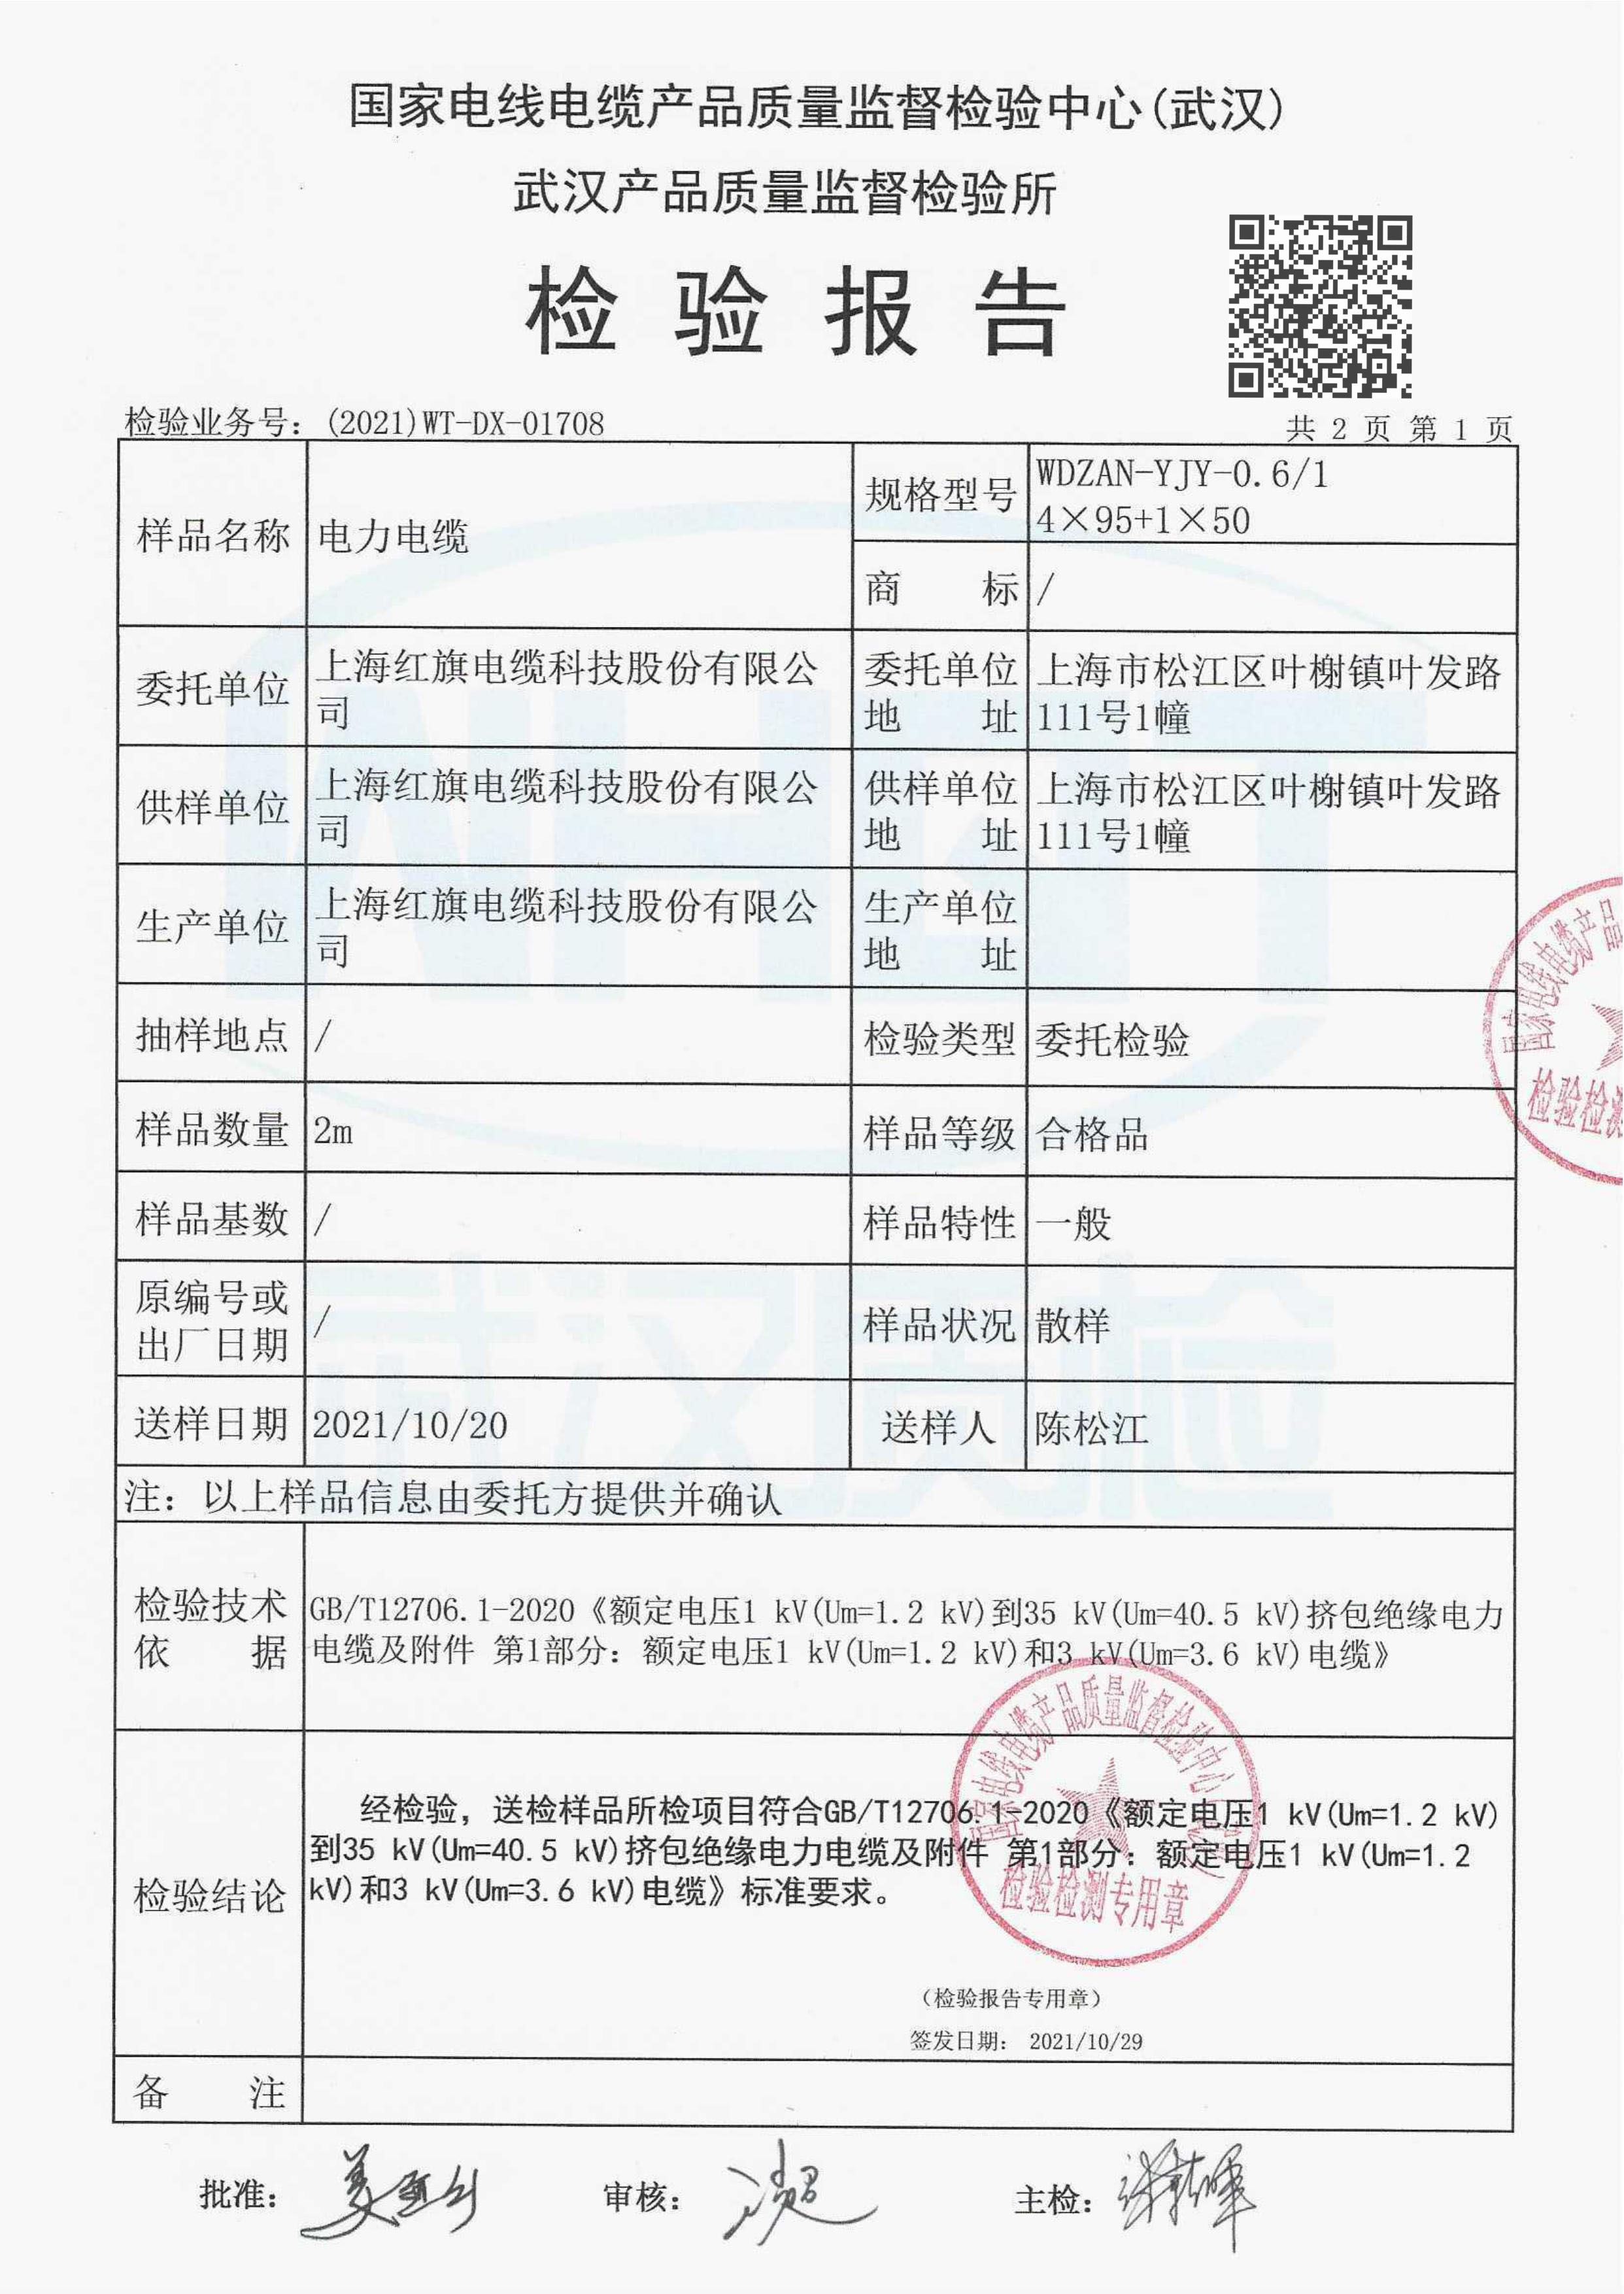 国家电线电缆产品质量监督检验中心(武汉)
武汉产品质量监督检验所
检验报告
检验业务号：(2021)WT-DX-01708
共 2 页 第 1 页
样品名称
电力电缆
规格型号
WDZAN-YJY-0.6/1
4×95+1×50
商 标
/
委托单位
上海红旗电缆科技股份有限公
司
委托单位
地 址
上海市松江区叶榭镇叶发路
111号1幢
供样单位
上海红旗电缆科技股份有限公
司
供样单位
地 址
上海市松江区叶榭镇叶发路
111号1幢
生产单位
上海红旗电缆科技股份有限公
司
生产单位
地 址
抽样地点
/
检验类型
委托检验
样品数量
2m
样品等级
合格品
样品基数
/
样品特性
一般
原编号或
出厂日期
/
样品状况
散样
送样日期
2021/10/20
送样人
陈松江
注：以上样品信息由委托方提供并确认
检验技术
依 据
GB/T12706.1-2020《额定电压1 kV(Um=1.2 kV)到35 kV(Um=40.5 kV)挤包绝缘电力
电缆及附件 第1部分：额定电压1 kV(Um=1.2 kV)和3 kV(Um=3.6 kV)电缆》
检验结论
经检验，送检样品所检项目符合GB/T12706.1-2020《额定电压1 kV(Um=1.2 kV)
到35 kV(Um=40.5 kV)挤包绝缘电力电缆及附件 第1部分：额定电压1 kV(Um=1.2
kV)和3 kV(Um=3.6 kV)电缆》标准要求。
国家电线电缆产品质量监督检验中心(武汉)
检验检测专用章
（检验报告专用章）
签发日期： 2021/10/29
备 注
批准：
审核：
主检：
国家电线电缆产品
检验检测
WHQT
武汉质检